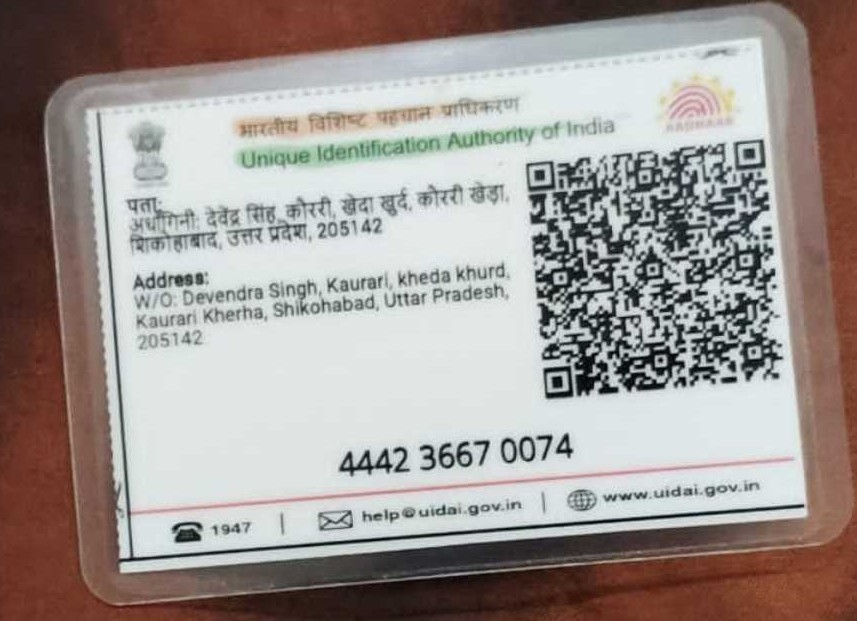 भारतीय विशिष्ट पहचान प्राधिकरण
Unique Identification Authority of India
AADHAAR
पता:
अर्धांगिनी: देवेंद्र सिंह, कौररी, खेदा खुर्द, कोररी खेड़ा,
शिकोहाबाद, उत्तर प्रदेश, 205142
Address:
W/O: Devendra Singh, Kaurari, kheda khurd,
Kaurari Kherha, Shikohabad, Uttar Pradesh,
205142
4442 3667 0074
1947 | help@uidai.gov.in | www.uidai.gov.in